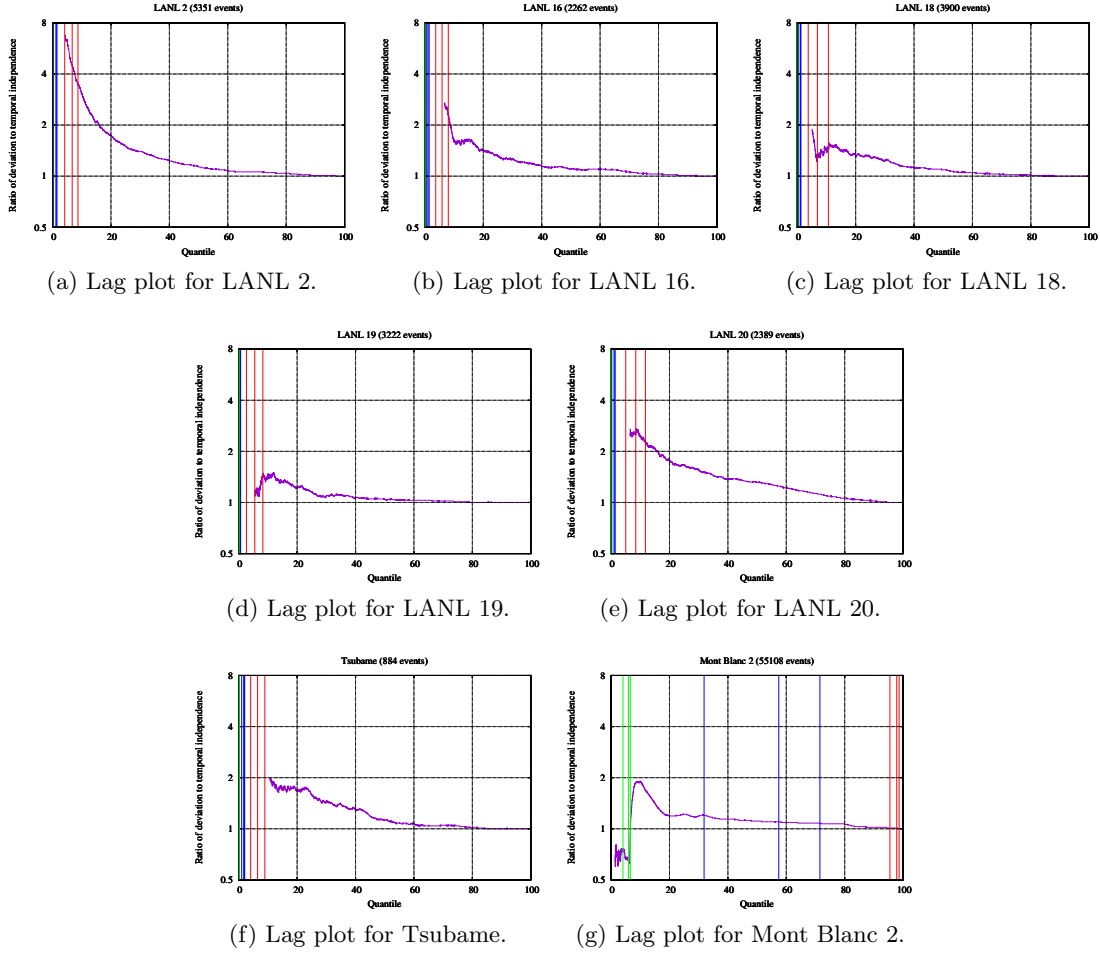 LANL 2 (5351 events)
8
4
2
1
0.5
0 20 40 60 80 100
Ratio of deviation to temporal independence
Quantile
(a) Lag plot for LANL 2.
LANL 16 (2262 events)
8
4
2
1
0.5
0 20 40 60 80 100
Ratio of deviation to temporal independence
Quantile
(b) Lag plot for LANL 16.
LANL 18 (3900 events)
8
4
2
1
0.5
0 20 40 60 80 100
Ratio of deviation to temporal independence
Quantile
(c) Lag plot for LANL 18.
LANL 19 (3222 events)
8
4
2
1
0.5
0 20 40 60 80 100
Ratio of deviation to temporal independence
Quantile
(d) Lag plot for LANL 19.
LANL 20 (2389 events)
8
4
2
1
0.5
0 20 40 60 80 100
Ratio of deviation to temporal independence
Quantile
(e) Lag plot for LANL 20.
Tsubame (884 events)
8
4
2
1
0.5
0 20 40 60 80 100
Ratio of deviation to temporal independence
Quantile
(f) Lag plot for Tsubame.
Mont Blanc 2 (55108 events)
8
4
2
1
0.5
0 20 40 60 80 100
Ratio of deviation to temporal independence
Quantile
(g) Lag plot for Mont Blanc 2.